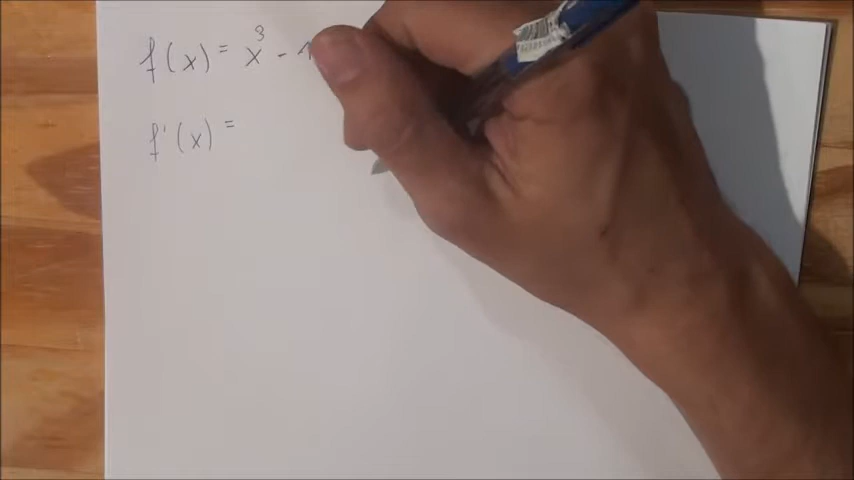 f(x) = x³ -
f'(x) =